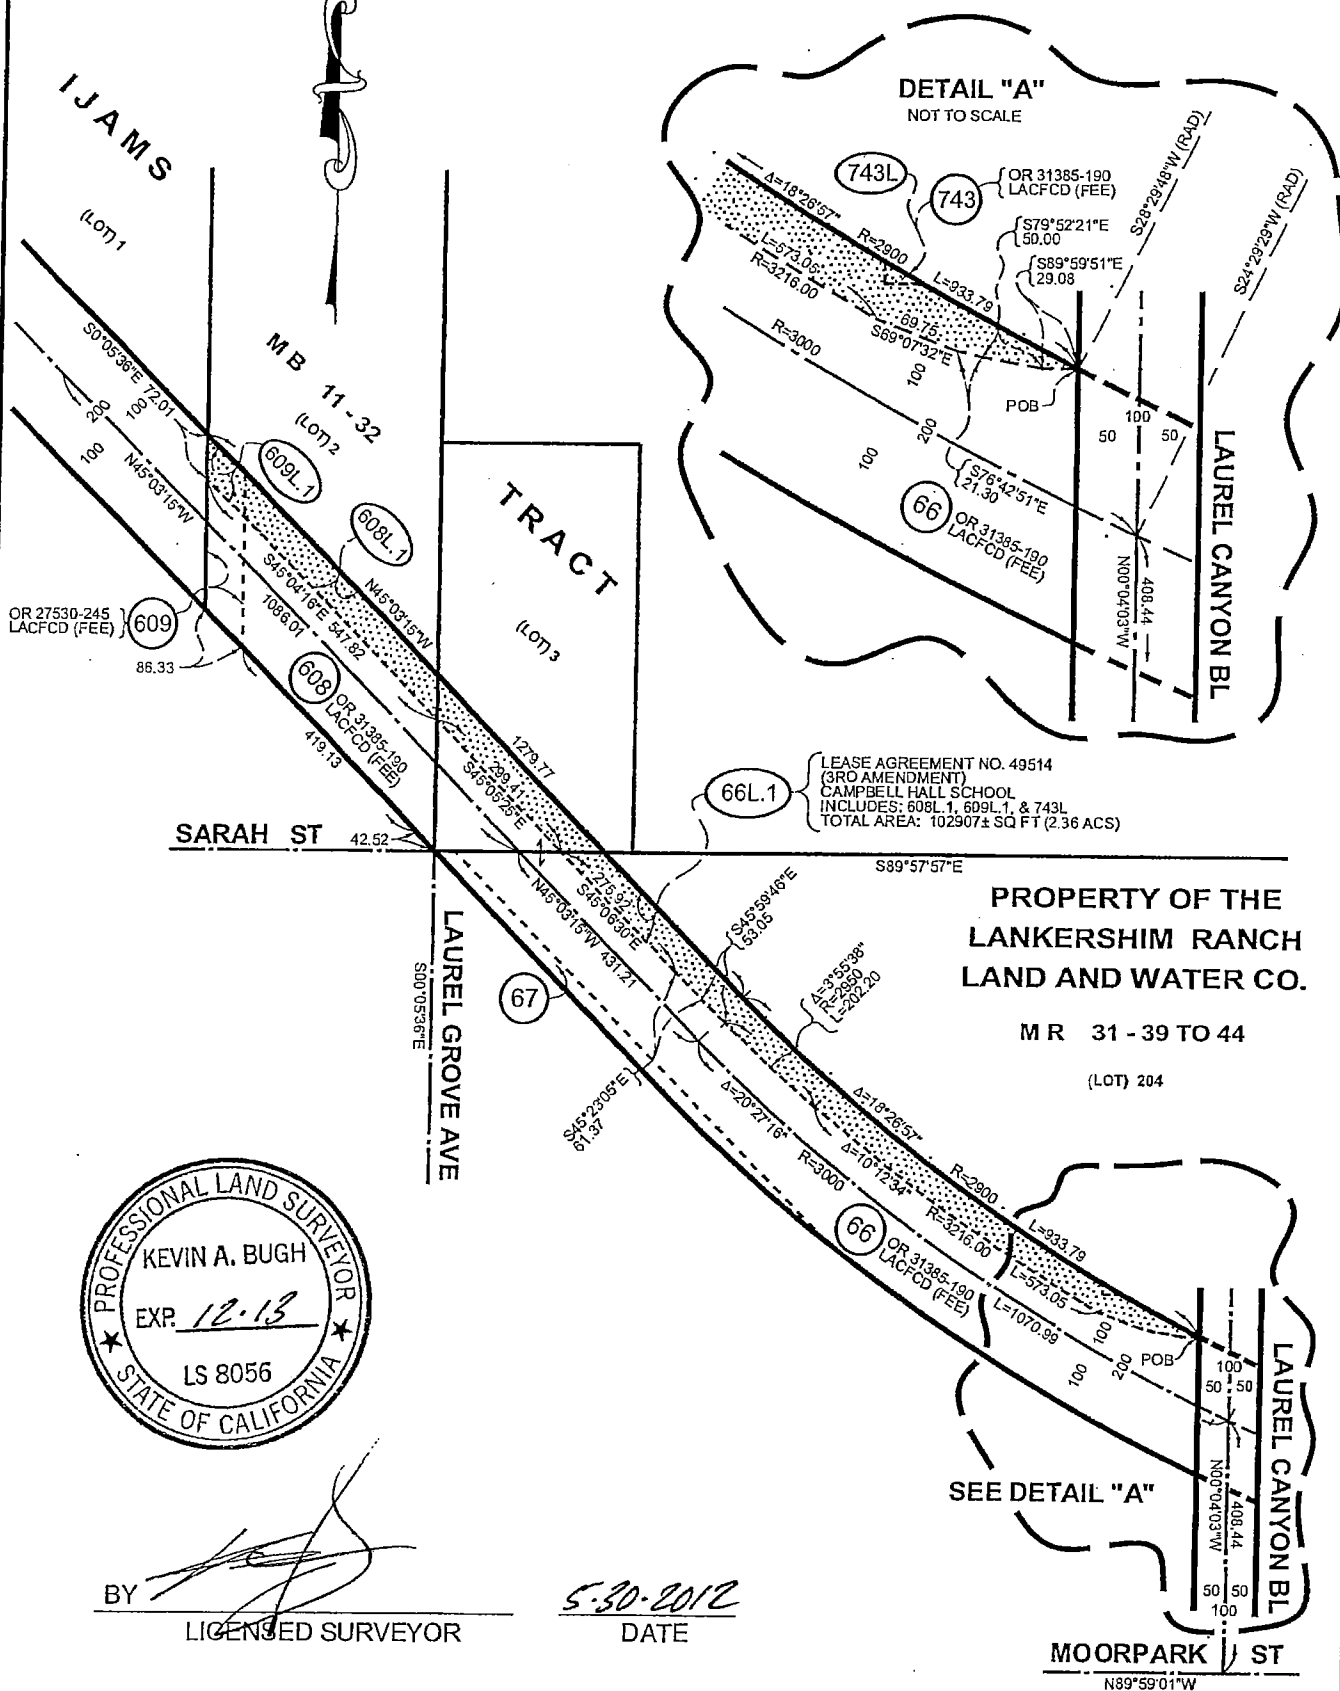 IJAMS
(LOT) 1
MB 11-32
(LOT) 2
TRACT
(LOT) 3
S0°05'36"E 72.01
200
100
100
N45°03'15"W
609L.1
608L.1
N45°03'15"W
S45°04'16"E 547.82
1086.01
OR 27530-245
LACFCD (FEE)
609
86.33
608
OR 31385-190
LACFCD (FEE)
419.13
1279.77
299.41
S45°05'25"E
SARAH ST
42.52
S89°57'57"E
66L.1
LEASE AGREEMENT NO. 49514
(3RD AMENDMENT)
CAMPBELL HALL SCHOOL
INCLUDES: 608L.1, 609L.1, & 743L
TOTAL AREA: 102907± SQ FT (2.36 ACS)
275.92
S45°06'30"E
N45°03'15"W 431.21
S45°59'46"E
53.05
Δ=3°55'38"
R=2950
L=202.20
67
LAUREL GROVE AVE
S00°05'36"E
S45°23'05"E
61.37
PROPERTY OF THE
LANKERSHIM RANCH
LAND AND WATER CO.
M R 31 - 39 TO 44
(LOT) 204
Δ=20°27'16"
R=3000
L=1070.99
Δ=18°26'57"
R=2900
L=933.79
Δ=10°12'34"
R=3216.00
L=573.05
66
OR 31385-190
LACFCD (FEE)
100
200
100
POB
100
50 50
LAUREL CANYON BL
N00°04'03"W
408.44
50 50
100
SEE DETAIL "A"
MOORPARK ST
N89°59'01"W
DETAIL "A"
NOT TO SCALE
743L
743
OR 31385-190
LACFCD (FEE)
S79°52'21"E
50.00
S89°59'51"E
29.08
S28°29'48"W (RAD)
S24°29'29"W (RAD)
Δ=18°26'57"
R=2900
L=933.79
L=573.05
R=3216.00
69.75
S69°07'32"E
R=3000
100
200
100
POB
100
50 50
S76°42'51"E
21.30
66
OR 31385-190
LACFCD (FEE)
N00°04'03"W
408.44
LAUREL CANYON BL
PROFESSIONAL LAND SURVEYOR
KEVIN A. BUGH
EXP. 12-13
LS 8056
STATE OF CALIFORNIA
BY
LICENSED SURVEYOR
5-30-2012
DATE